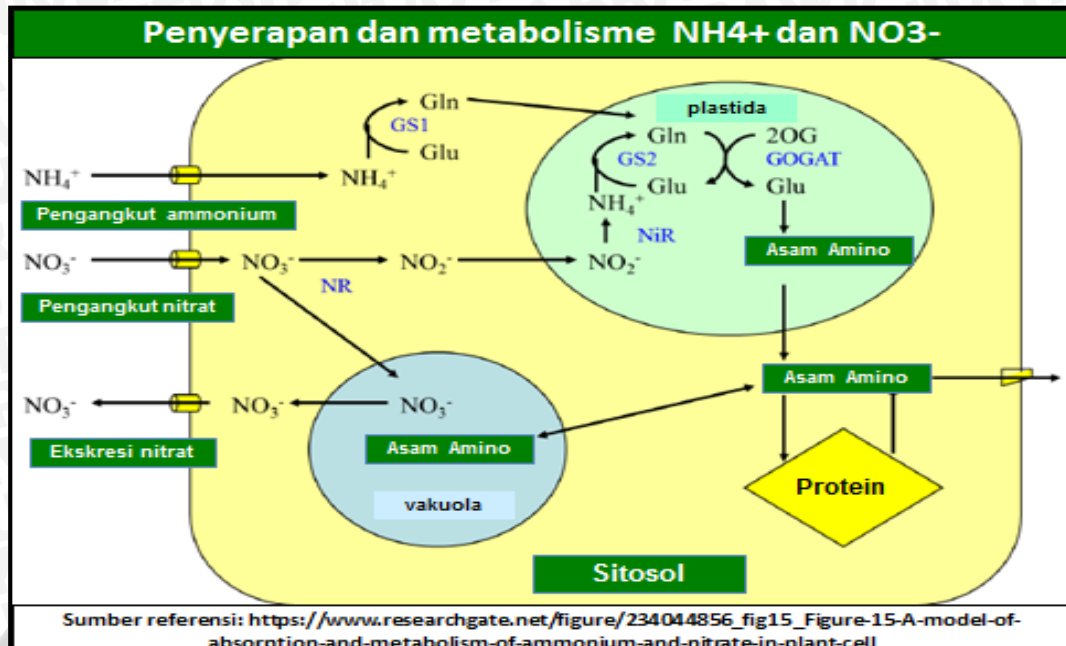 Penyerapan dan metabolisme NH4+ dan NO3-
plastida
Gln
GS1
Glu
Gln
2OG
GS2
GOGAT
Glu
Glu
NH₄⁺
NH₄⁺
NH₄⁺
Pengangkut ammonium
NiR
Asam Amino
NO₃⁻
NO₃⁻
NO₂⁻
NO₂⁻
NR
Pengangkut nitrat
Asam Amino
NO₃⁻
NO₃⁻
NO₃⁻
Ekskresi nitrat
Asam Amino
Protein
vakuola
Sitosol
Sumber referensi: https://www.researchgate.net/figure/234044856_fig15_Figure-15-A-model-of-
absorption-and-metabolism-of-ammonium-and-nitrate-in-plant-cell